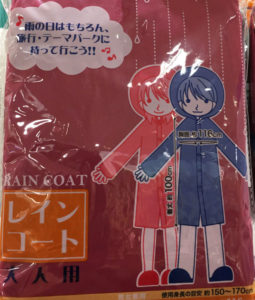 雨の日はもちろん、
旅行・テーマパークに
持って行こう!!
胸囲 約116cm
着丈 約100cm
RAIN COAT
レイン
コート
大人用
使用身長の目安 約150~170cm